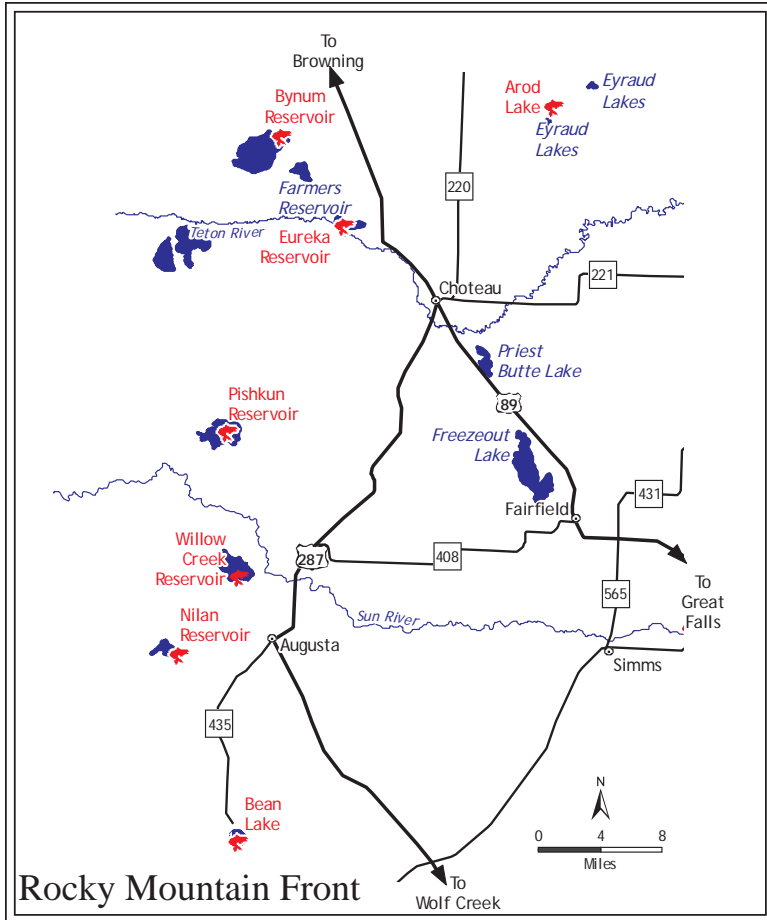 To
Browning
Bynum
Reservoir
Arod
Lake
Eyraud
Lakes
Eyraud
Lakes
220
Farmers
Reservoir
Teton River
Eureka
Reservoir
221
Choteau
Priest
Butte Lake
89
Pishkun
Reservoir
Freezeout
Lake
431
Fairfield
Willow
Creek
Reservoir
287
408
To
Great
Falls
565
Nilan
Reservoir
Sun River
Augusta
Simms
435
N
Bean
Lake
0 4 8
Miles
Rocky Mountain Front
To
Wolf Creek